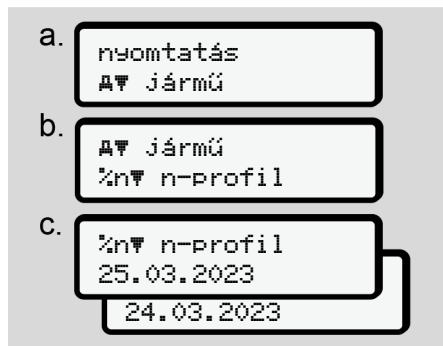 a.
nyomtatás
A▼ jármű
b.
A▼ jármű
%n▼ n-profil
c.
%n▼ n-profil
25.03.2023
24.03.2023